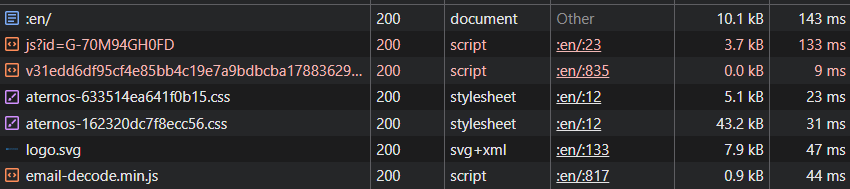 :en/ 200 document Other 10.1 kB 143 ms
js?id=G-70M94GH0FD 200 script :en/:23 3.7 kB 133 ms
v31edd6df95cf4e85bb4c19e7a9bdbcba17883629... 200 script :en/:835 0.0 kB 9 ms
aternos-633514ea641f0b15.css 200 stylesheet :en/:12 5.1 kB 23 ms
aternos-162320dc7f8ecc56.css 200 stylesheet :en/:12 43.2 kB 31 ms
logo.svg 200 svg+xml :en/:133 7.9 kB 47 ms
email-decode.min.js 200 script :en/:817 0.9 kB 44 ms